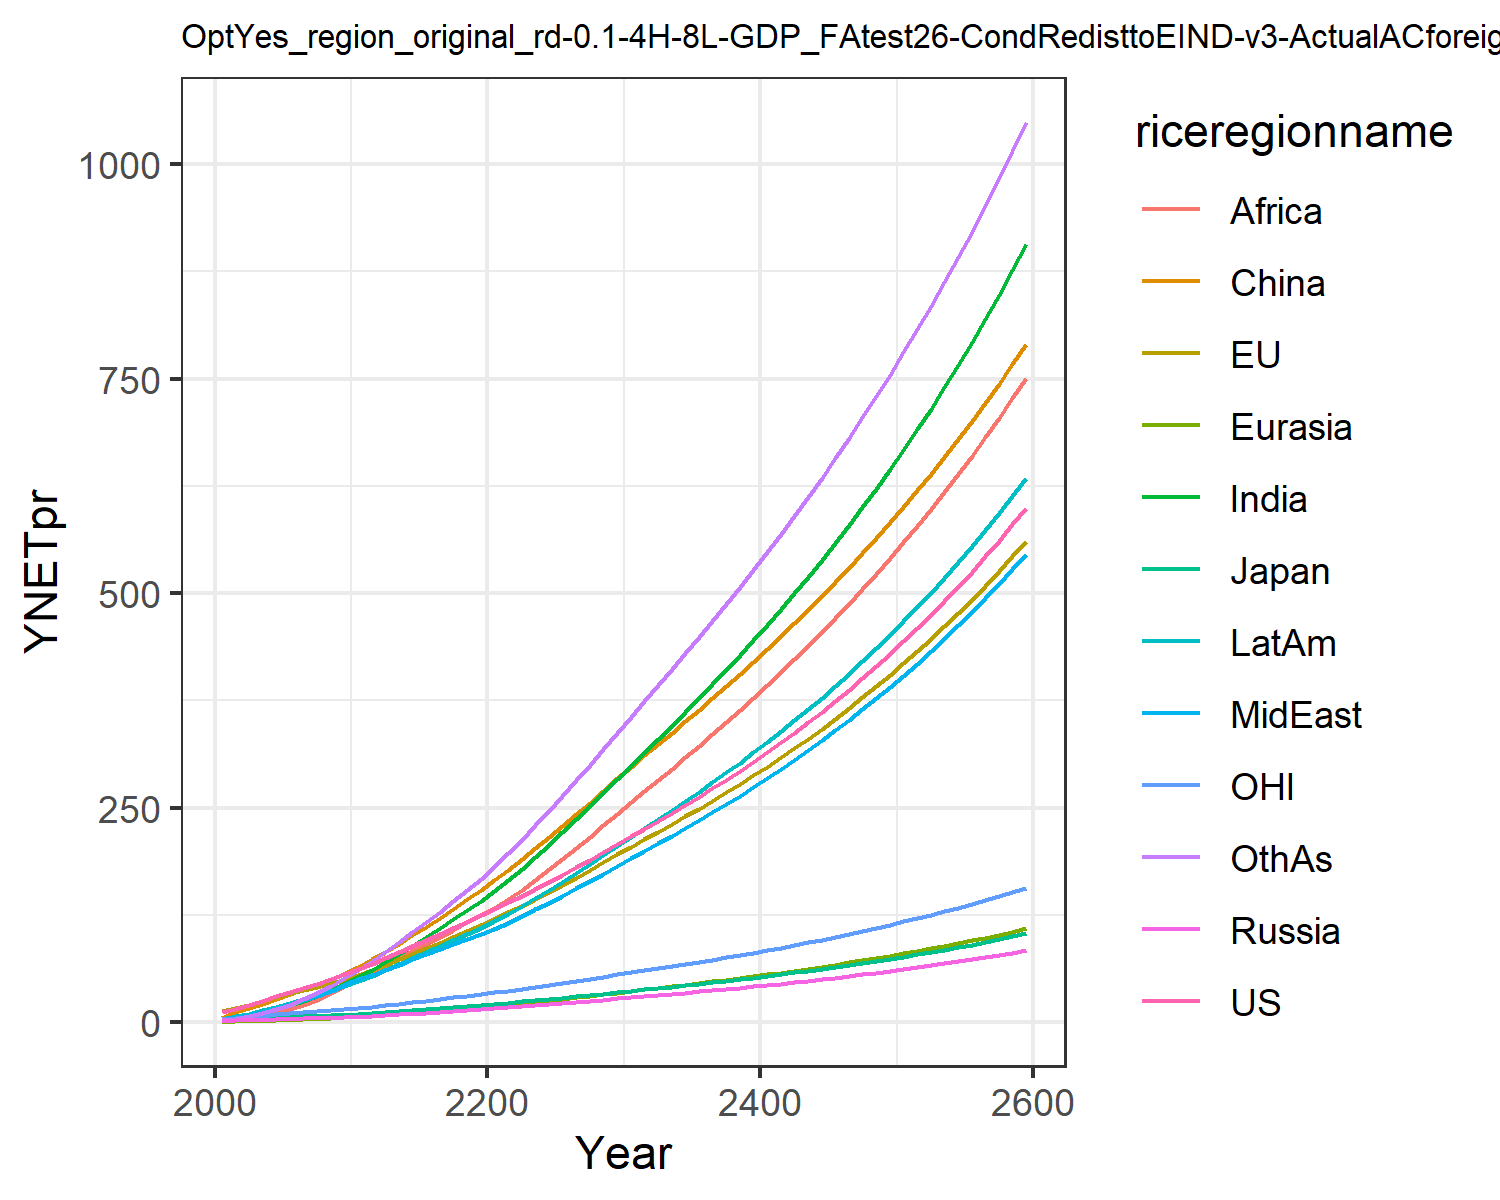 OptYes_region_original_rd-0.1-4H-8L-GDP_FAtest26-CondRedisttoEIND-v3-ActualACforeig
YNETpr
1000
750
500
250
0
2000
2200
2400
2600
Year
riceregionname
Africa
China
EU
Eurasia
India
Japan
LatAm
MidEast
OHI
OthAs
Russia
US